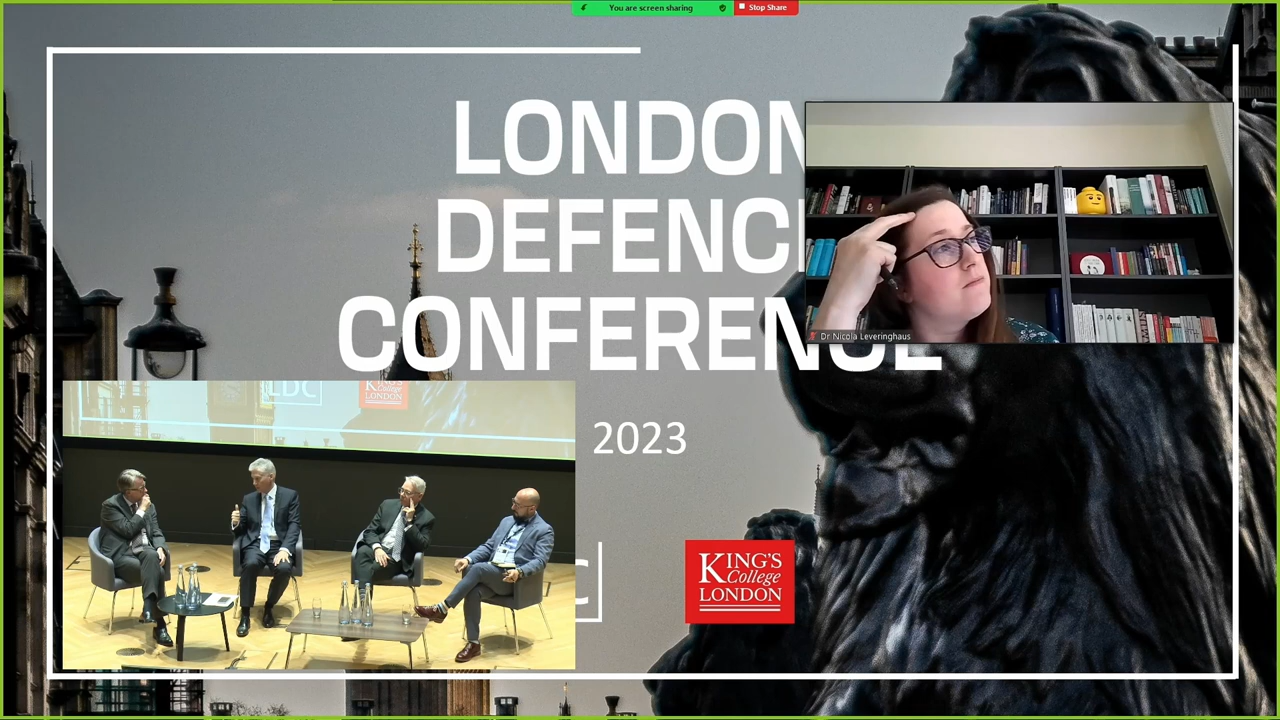 You are screen sharing
Stop Share
LONDON
DEFENC
CONFERENCE
2023
Dr Nicola Leveringhaus
LDC
KING'S
College
LONDON
C
KING'S
College
LONDON